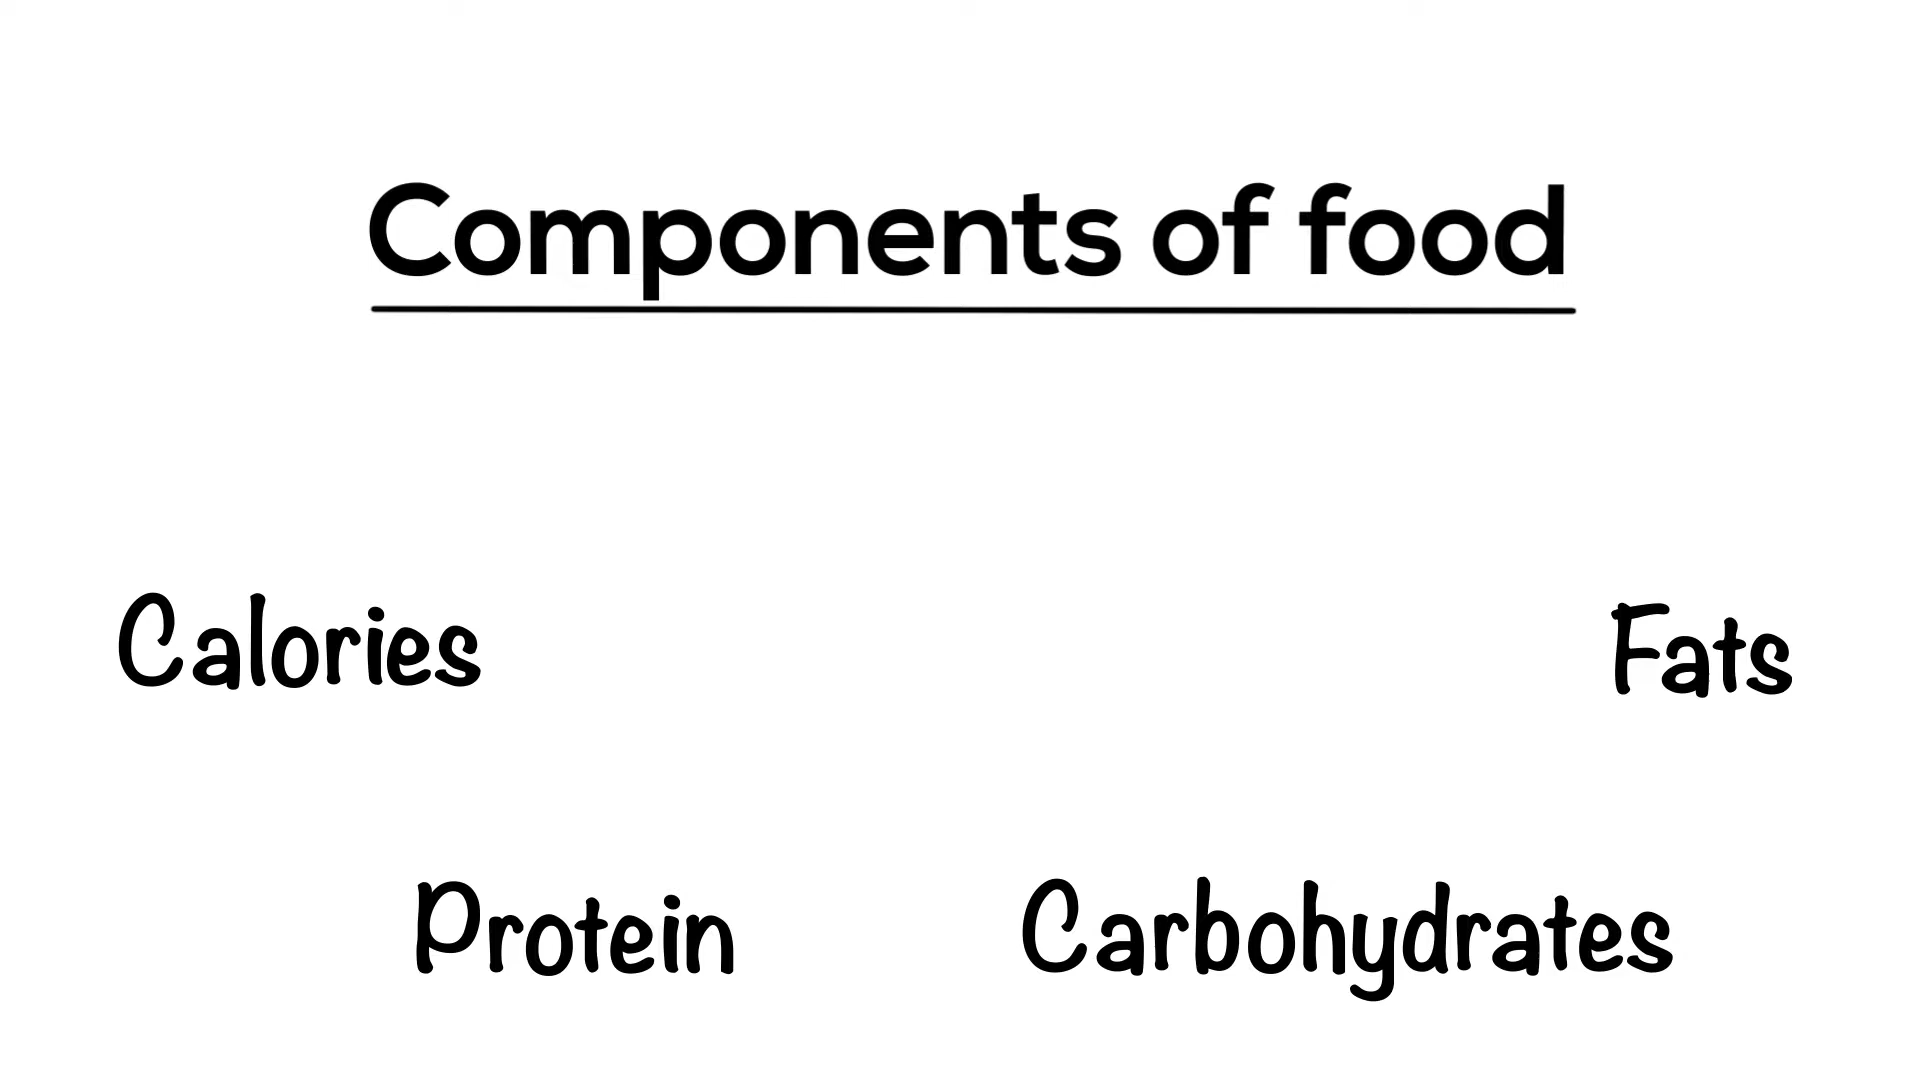 Components of food
Calories
Fats
Protein
Carbohydrates